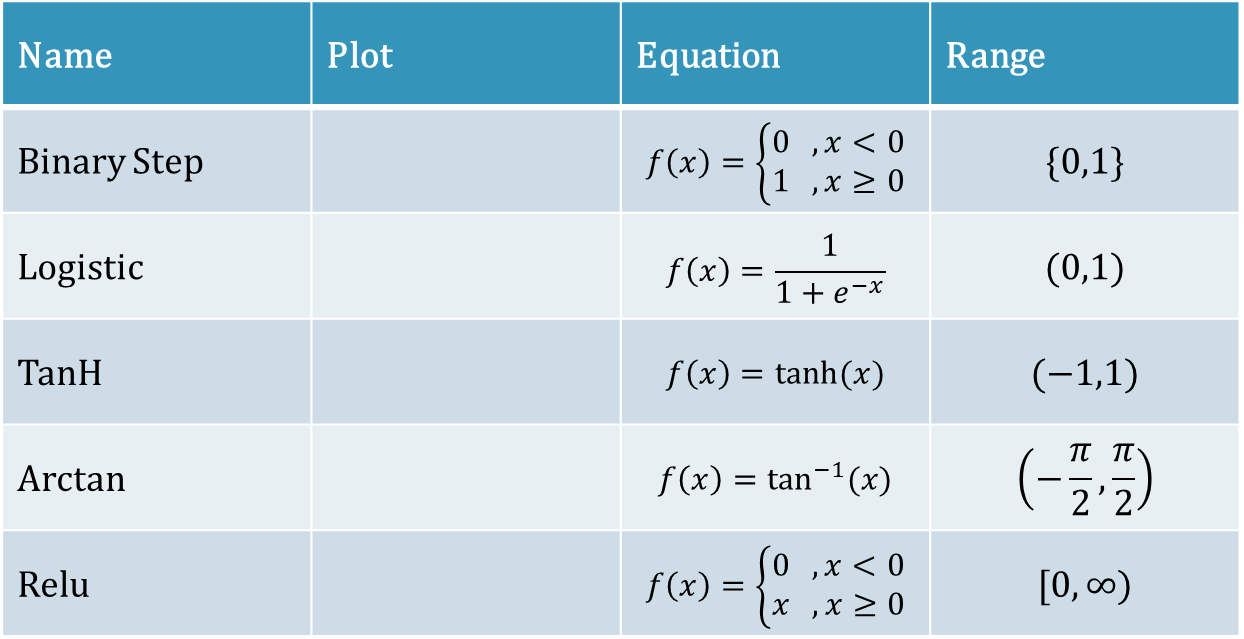 Name Plot Equation Range
Binary Step f(x) = {0 , x < 0 {0,1}
1 , x ≥ 0
Logistic f(x) = 1 / (1 + e^{−x}) (0,1)
TanH f(x) = tanh(x) (−1,1)
Arctan f(x) = tan⁻¹(x) (−π/2, π/2)
Relu f(x) = {0 , x < 0 [0, ∞)
x , x ≥ 0